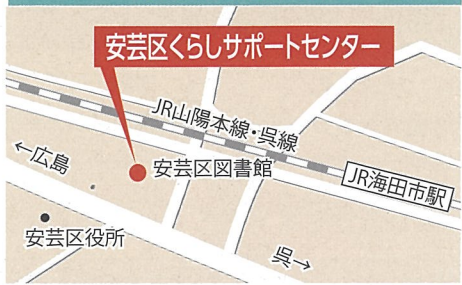 安芸区くらしサポートセンター
JR山陽本線・呉線
←広島
安芸区図書館
JR海田市駅
安芸区役所
呉→